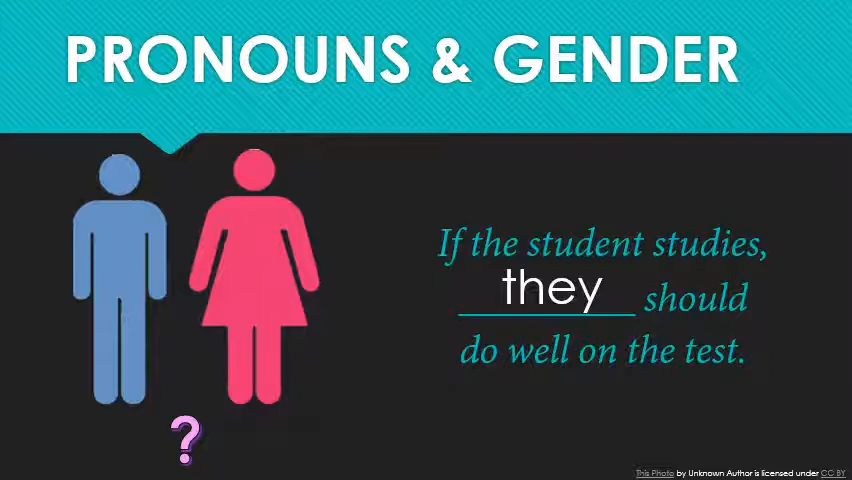 PRONOUNS & GENDER
If the student studies,
they should
do well on the test.
?
This Photo by Unknown Author is licensed under CC BY